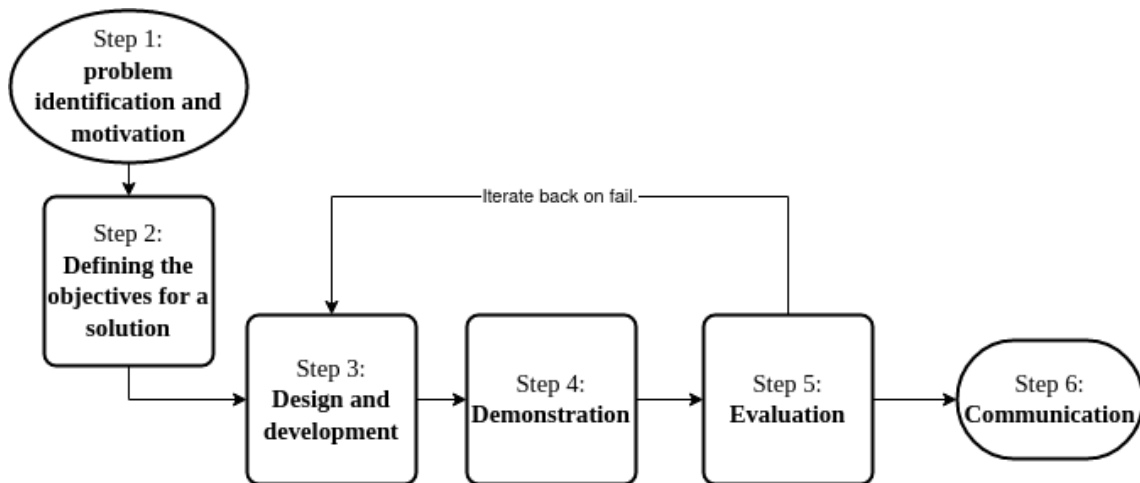 Step 1:
problem
identification and
motivation
Step 2:
Defining the
objectives for a
solution
Iterate back on fail.
Step 3:
Design and
development
Step 4:
Demonstration
Step 5:
Evaluation
Step 6:
Communication